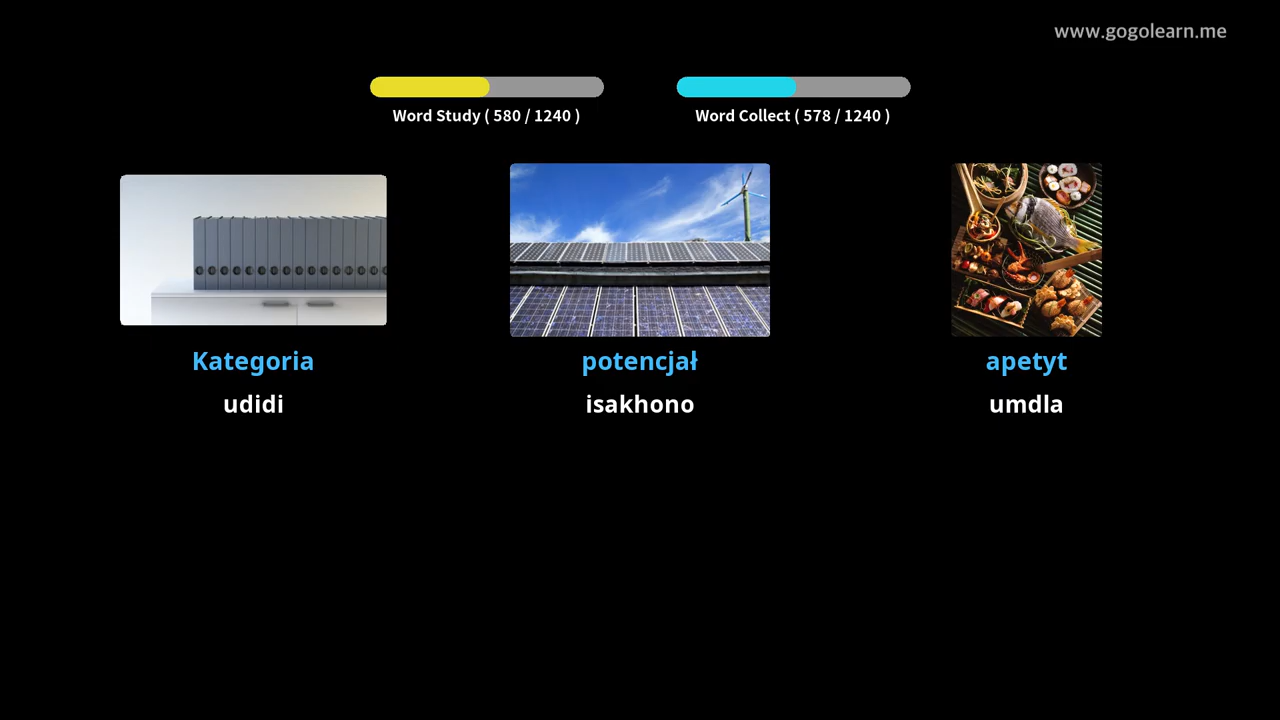 www.gogolearn.me
Word Study ( 580 / 1240 )
Word Collect ( 578 / 1240 )
Kategoria
udidi
potencjał
isakhono
apetyt
umdla